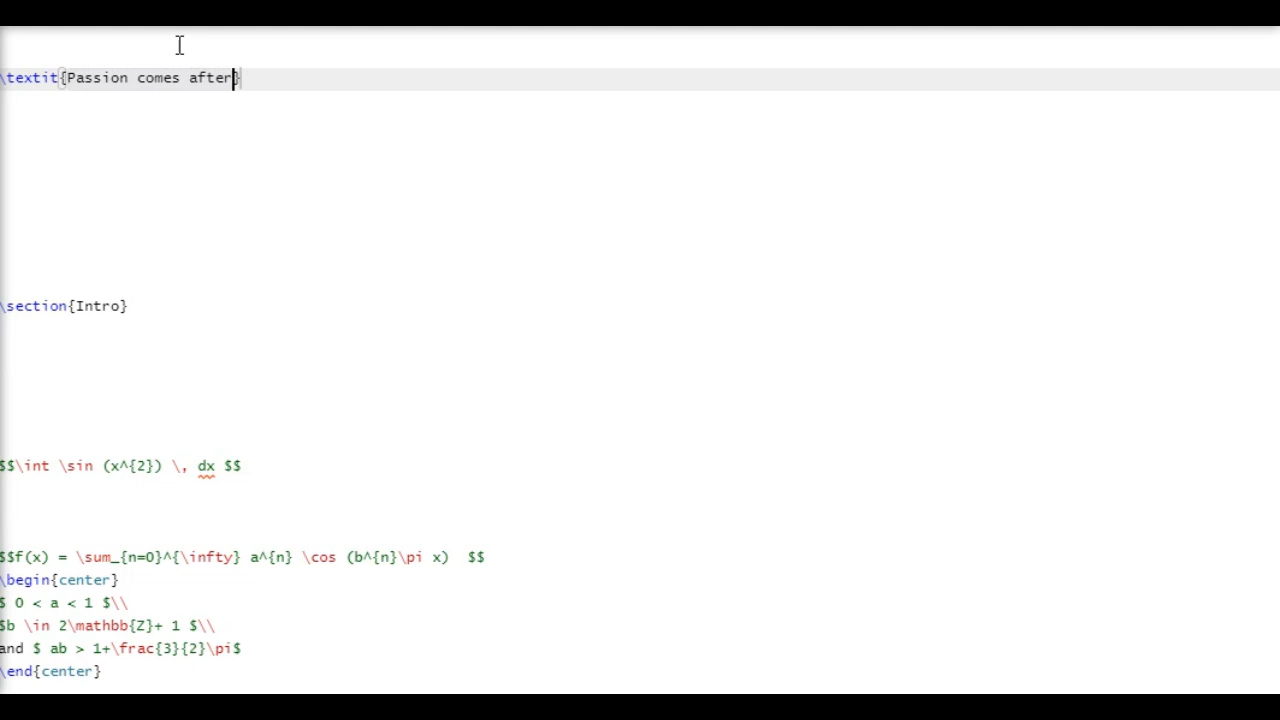 \textit{Passion comes after}
\section{Intro}
$$\int \sin (x^{2}) \, dx $$
$$f(x) = \sum_{n=0}^{\infty} a^{n} \cos (b^{n}\pi x)  $$
\begin{center}
$ 0 < a < 1 $\\
$b \in 2\mathbb{Z}+ 1 $\\
and $ ab > 1+\frac{3}{2}\pi$
\end{center}